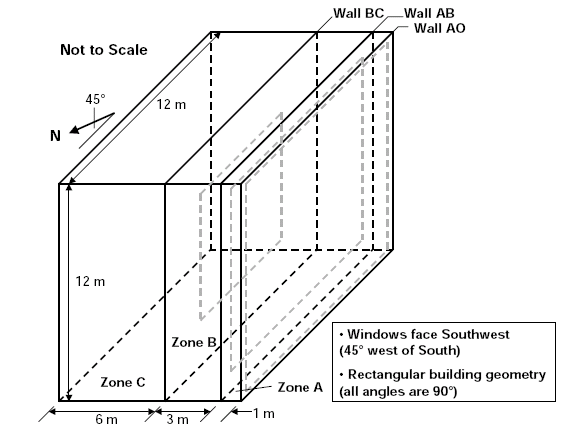 Wall BC
Wall AB
Wall AO
Not to Scale
45°
12 m
N
12 m
Zone B
Zone C
Zone A
6 m
3 m
1 m
• Windows face Southwest
(45° west of South)
• Rectangular building geometry
(all angles are 90°)